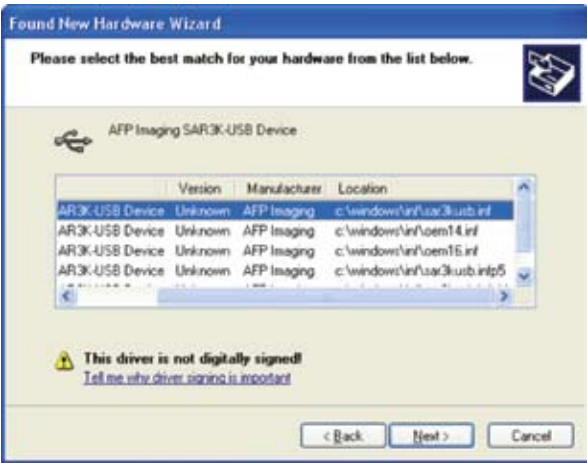 Found New Hardware Wizard
Please select the best match for your hardware from the list below.
AFP Imaging SAR3K-USB Device
Version Manufacturer Location
AR3K-USB Device Unknown AFP Imaging c:\windows\inf\sar3kusb.inf
AR3K-USB Device Unknown AFP Imaging c:\windows\inf\oem14.inf
AR3K-USB Device Unknown AFP Imaging c:\windows\inf\oem16.inf
AR3K-USB Device Unknown AFP Imaging c:\windows\inf\sar3kusb.infp5
This driver is not digitally signed!
Tell me why driver signing is important
< Back Next > Cancel